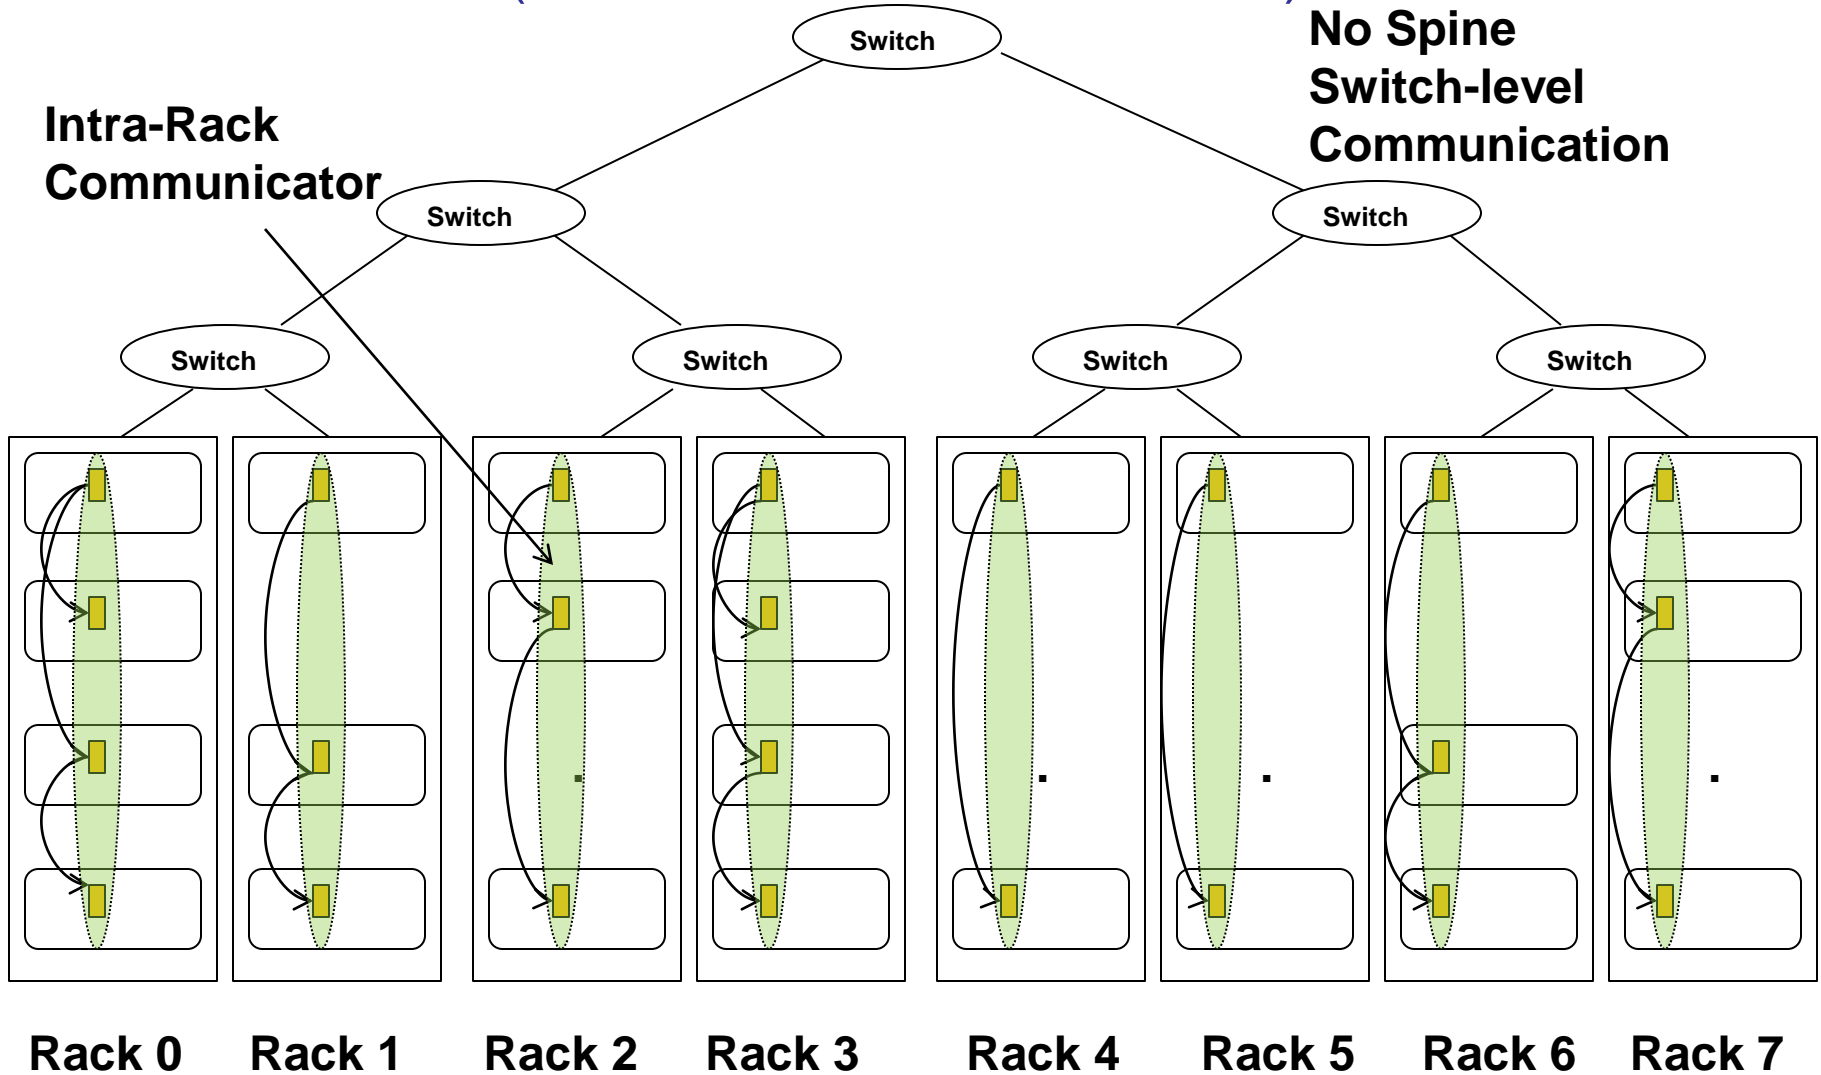 Switch
No Spine
Switch-level
Communication
Intra-Rack
Communicator
Switch
Switch
Switch
Switch
Switch
Switch
.
.
.
.
Rack 0
Rack 1
Rack 2
Rack 3
Rack 4
Rack 5
Rack 6
Rack 7